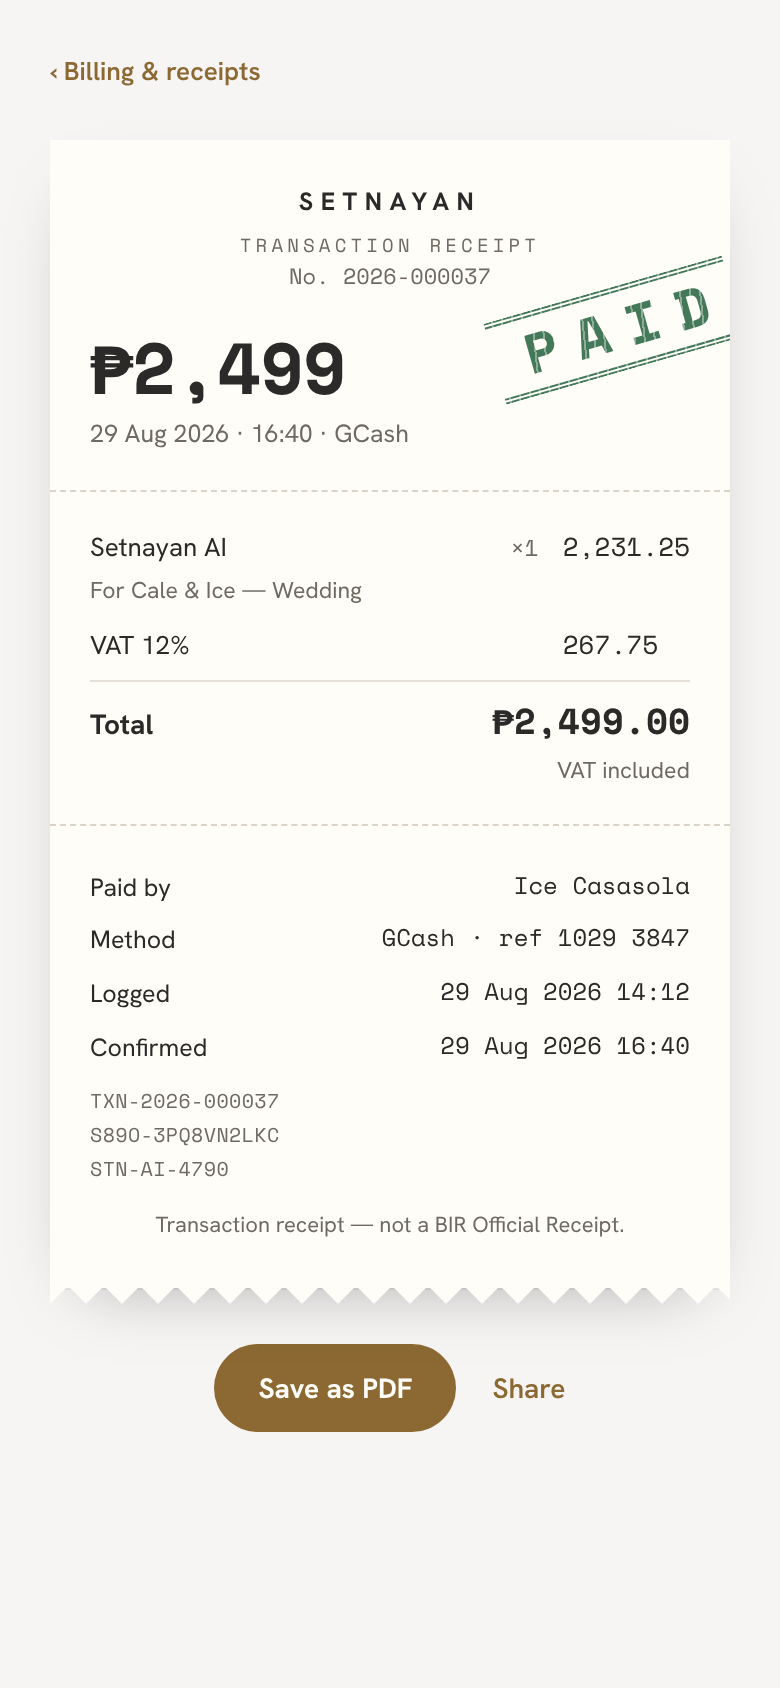 ‹ Billing & receipts
SETNAYAN
TRANSACTION RECEIPT
No. 2026-000037
PAID
₱2,499
29 Aug 2026 · 16:40 · GCash
Setnayan AI ×1 2,231.25
For Cale & Ice — Wedding
VAT 12% 267.75
Total ₱2,499.00
VAT included
Paid by Ice Casasola
Method GCash · ref 1029 3847
Logged 29 Aug 2026 14:12
Confirmed 29 Aug 2026 16:40
TXN-2026-000037
S89O-3PQ8VN2LKC
STN-AI-4790
Transaction receipt — not a BIR Official Receipt.
Save as PDF Share